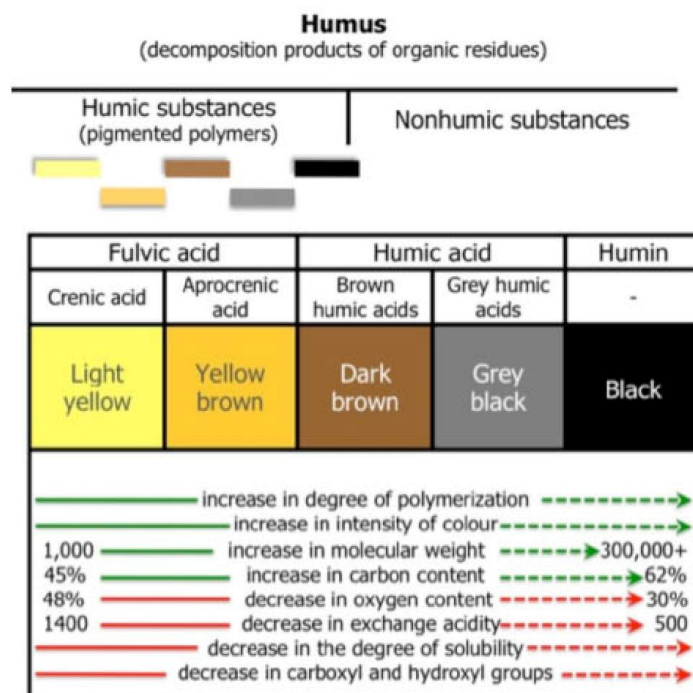 Humus
(decomposition products of organic residues)
Humic substances
(pigmented polymers)
Nonhumic substances
Fulvic acid Humic acid Humin
Crenic acid Aprocrenic acid Brown humic acids Grey humic acids -
Light yellow Yellow brown Dark brown Grey black Black
increase in degree of polymerization
increase in intensity of colour
1,000 increase in molecular weight 300,000+
45% increase in carbon content 62%
48% decrease in oxygen content 30%
1400 decrease in exchange acidity 500
decrease in the degree of solubility
decrease in carboxyl and hydroxyl groups